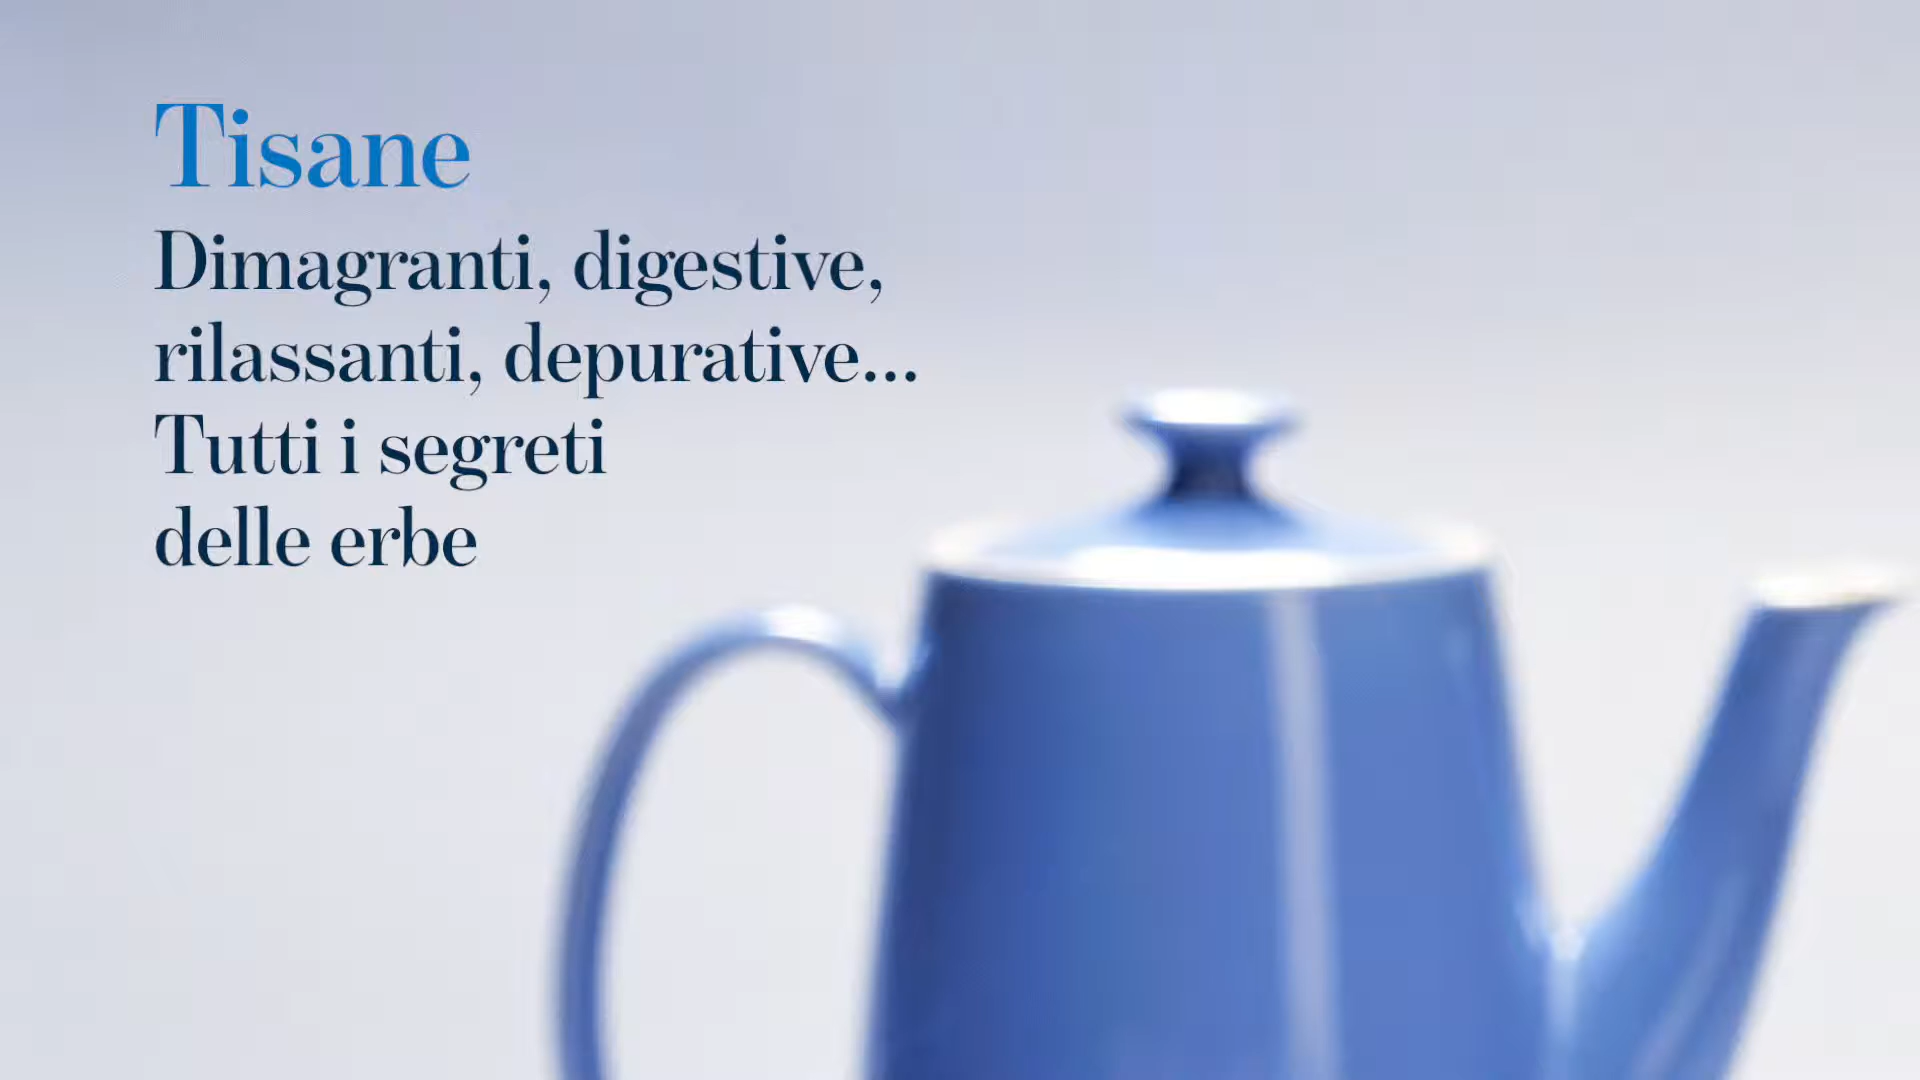 Tisane
Dimagranti, digestive,
rilassanti, depurative...
Tutti i segreti
delle erbe